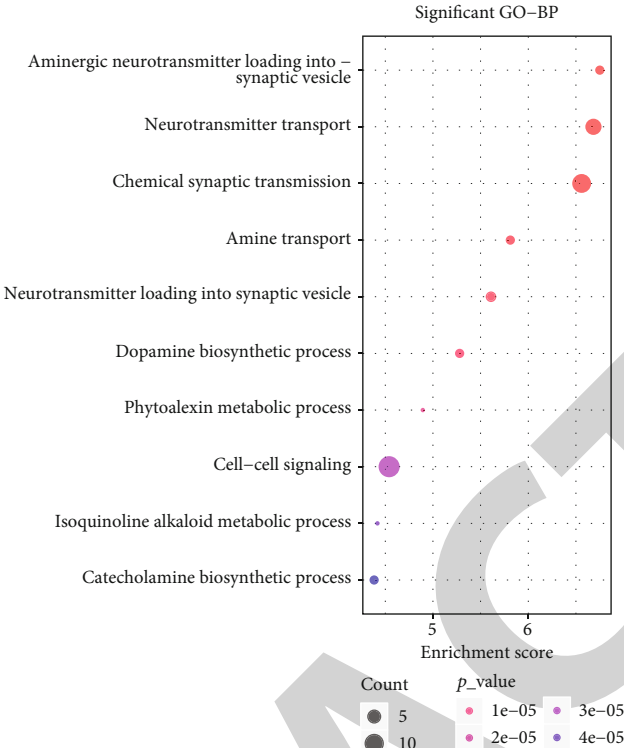 Significant GO−BP
Aminergic neurotransmitter loading into −
synaptic vesicle
Neurotransmitter transport
Chemical synaptic transmission
Amine transport
Neurotransmitter loading into synaptic vesicle
Dopamine biosynthetic process
Phytoalexin metabolic process
Cell−cell signaling
Isoquinoline alkaloid metabolic process
Catecholamine biosynthetic process
5 6
Enrichment score
Count
5
10
p_value
1e−05 3e−05
2e−05 4e−05